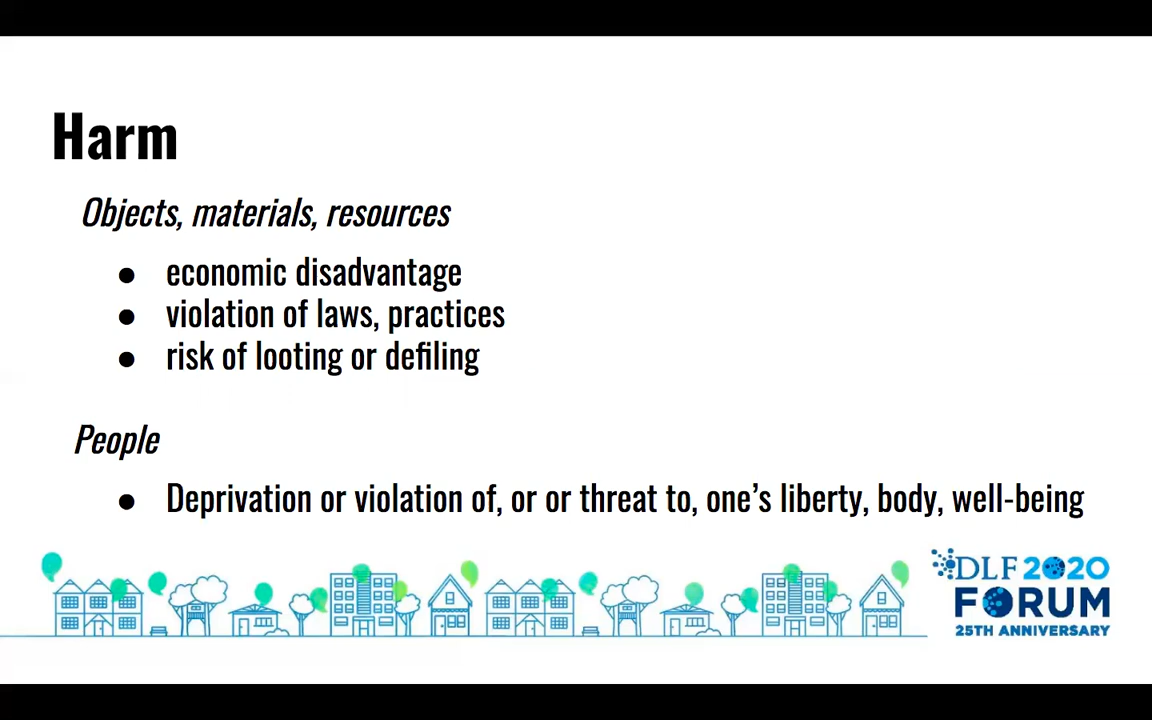 Harm
Objects, materials, resources
● economic disadvantage
● violation of laws, practices
● risk of looting or defiling
People
● Deprivation or violation of, or or threat to, one’s liberty, body, well-being
DLF 2020
FORUM
25TH ANNIVERSARY